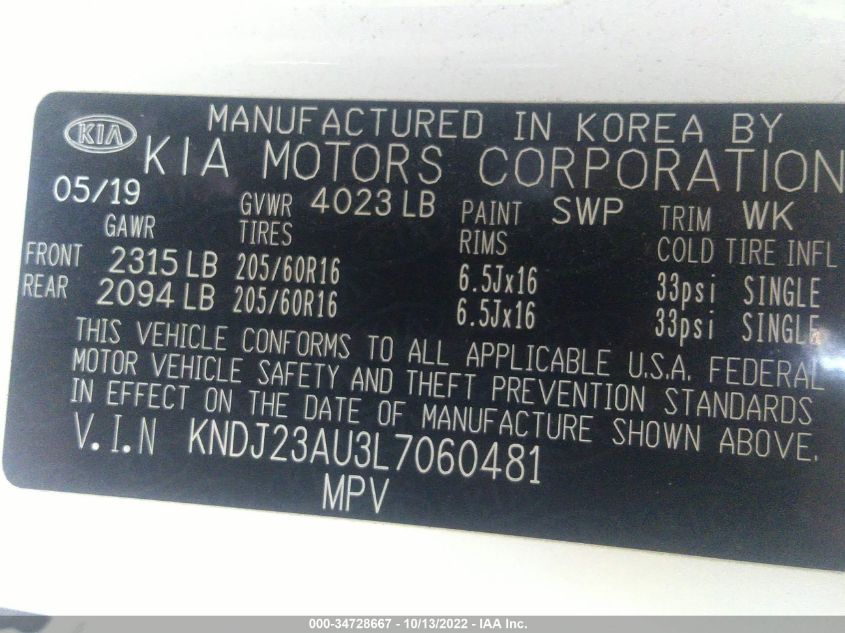 KIA
MANUFACTURED IN KOREA BY
KIA MOTORS CORPORATION
05/19 GVWR 4023 LB PAINT SWP TRIM WK
GAWR TIRES RIMS COLD TIRE INFL
FRONT 2315 LB 205/60R16 6.5Jx16 33psi SINGLE
REAR 2094 LB 205/60R16 6.5Jx16 33psi SINGLE
THIS VEHICLE CONFORMS TO ALL APPLICABLE U.S.A. FEDERAL
MOTOR VEHICLE SAFETY AND THEFT PREVENTION STANDARDS
IN EFFECT ON THE DATE OF MANUFACTURE SHOWN ABOVE.
V.I.N KNDJ23AU3L7060481
MPV
000-34728667 - 10/13/2022 - IAA Inc.